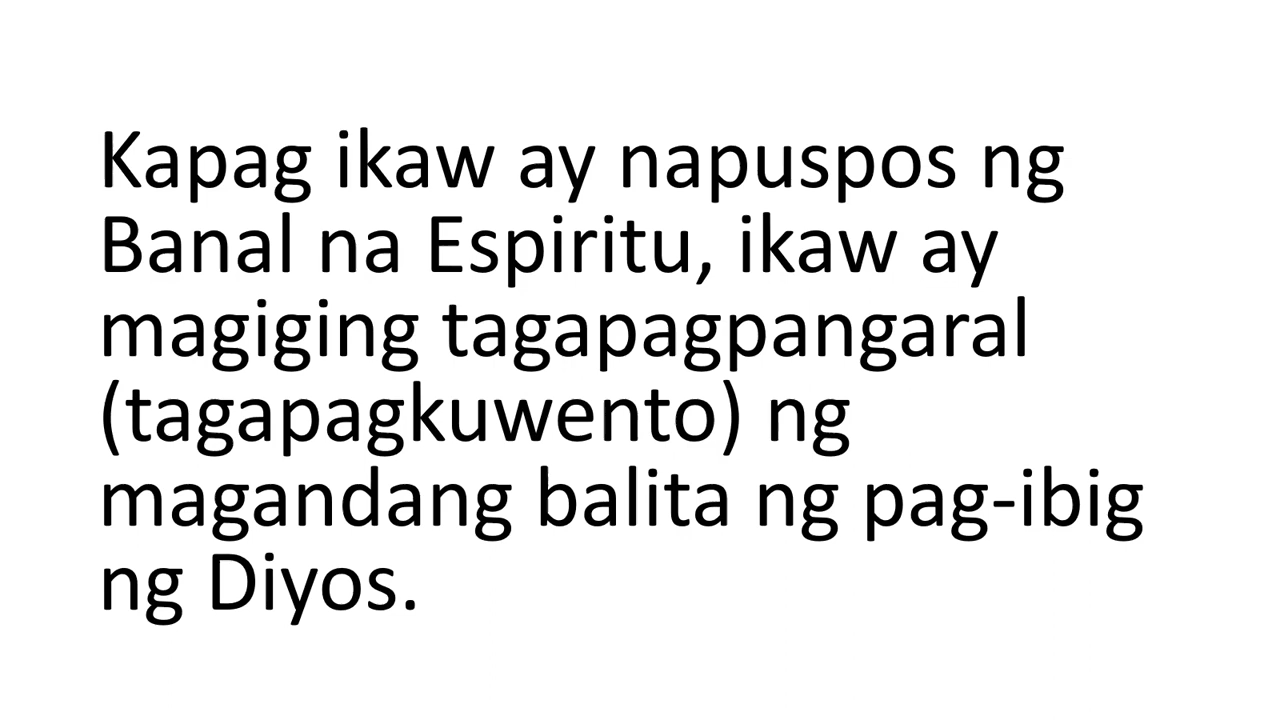 Kapag ikaw ay napuspos ng
Banal na Espiritu, ikaw ay
magiging tagapagpangaral
(tagapagkuwento) ng
magandang balita ng pag-ibig
ng Diyos.